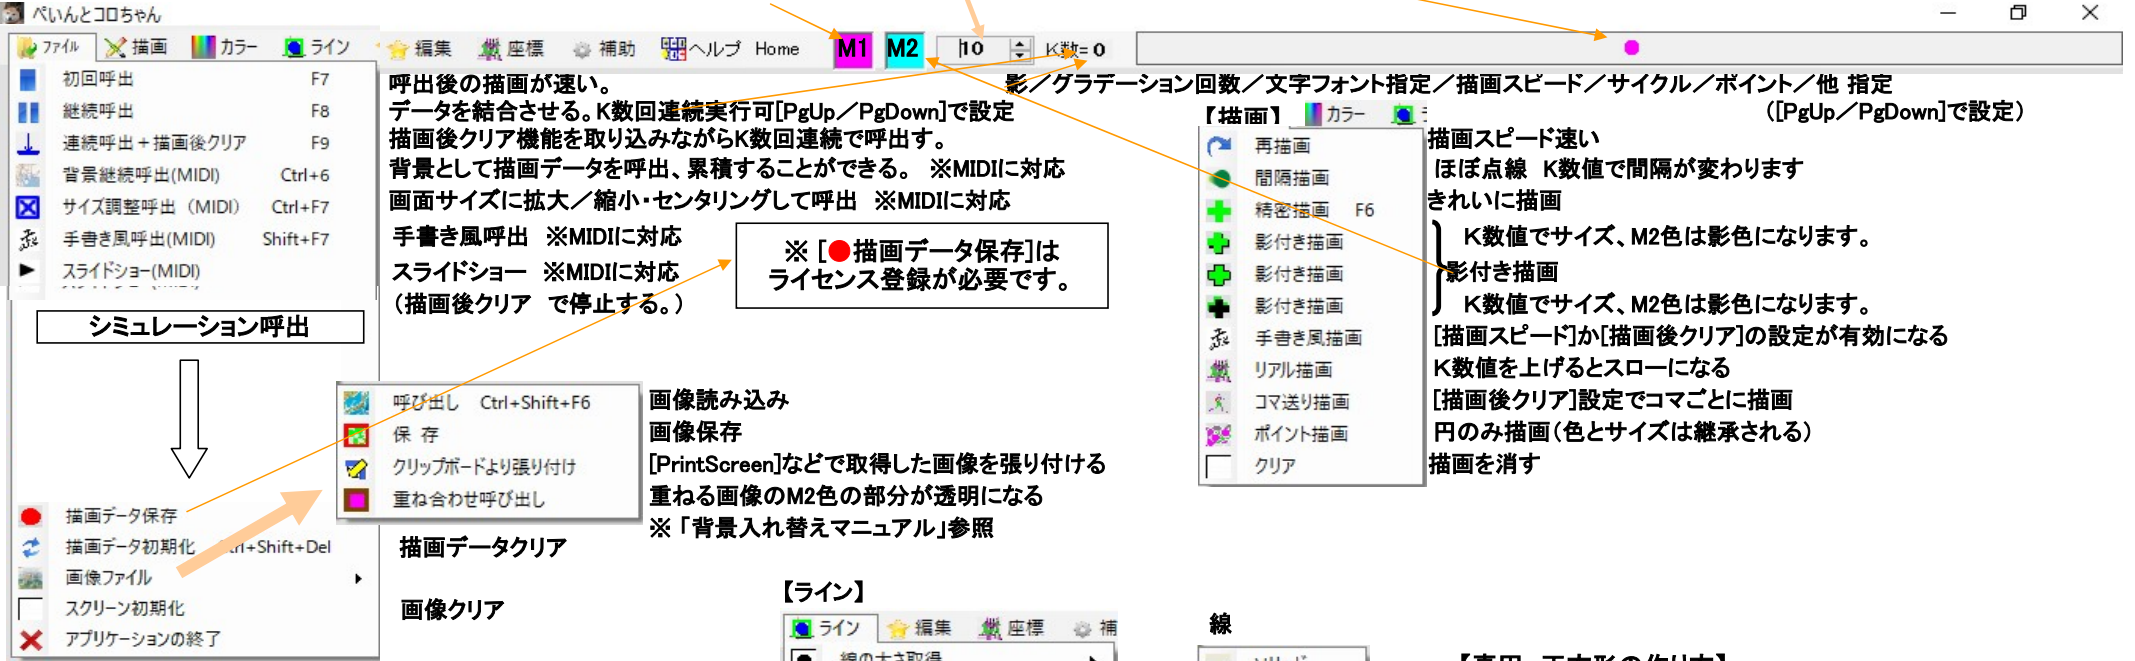 ぺいんとコロちゃん
ファイル 描画 カラー ライン 編集 座標 補助 ヘルプ Home M1 M2 10 K数= 0
初回呼出 F7
継続呼出 F8
連続呼出+描画後クリア F9
背景継続呼出(MIDI) Ctrl+6
サイズ調整呼出 (MIDI) Ctrl+F7
手書き風呼出(MIDI) Shift+F7
スライドショー(MIDI)
呼出後の描画が速い。
データを結合させる。K数回連続実行可[PgUp/PgDown]で設定
描画後クリア機能を取り込みながらK数回連続で呼出す。
背景として描画データを呼出、累積することができる。 ※MIDIに対応
画面サイズに拡大/縮小・センタリングして呼出 ※MIDIに対応
手書き風呼出 ※MIDIに対応
スライドショー ※MIDIに対応
(描画後クリア で停止する。)
※ [●描画データ保存]は
ライセンス登録が必要です。
影/グラデーション回数/文字フォント指定/描画スピード/サイクル/ポイント/他 指定
([PgUp/PgDown]で設定)
【描画】 カラー
再描画
間隔描画
精密描画 F6
影付き描画
影付き描画
影付き描画
手書き風描画
リアル描画
コマ送り描画
ポイント描画
クリア
描画スピード速い
ほぼ点線 K数値で間隔が変わります
きれいに描画
K数値でサイズ、M2色は影色になります。
影付き描画
K数値でサイズ、M2色は影色になります。
[描画スピード]か[描画後クリア]の設定が有効になる
K数値を上げるとスローになる
[描画後クリア]設定でコマごとに描画
円のみ描画(色とサイズは継承される)
描画を消す
シミュレーション呼出
呼び出し Ctrl+Shift+F6
保 存
クリップボードより張り付け
重ね合わせ呼び出し
画像読み込み
画像保存
[PrintScreen]などで取得した画像を張り付ける
重ねる画像のM2色の部分が透明になる
※「背景入れ替えマニュアル」参照
描画データ保存
描画データ初期化 Ctrl+Shift+Del
画像ファイル
スクリーン初期化
アプリケーションの終了
描画データクリア
画像クリア
【ライン】
ライン 編集 座標 補
線の太さ取得
線